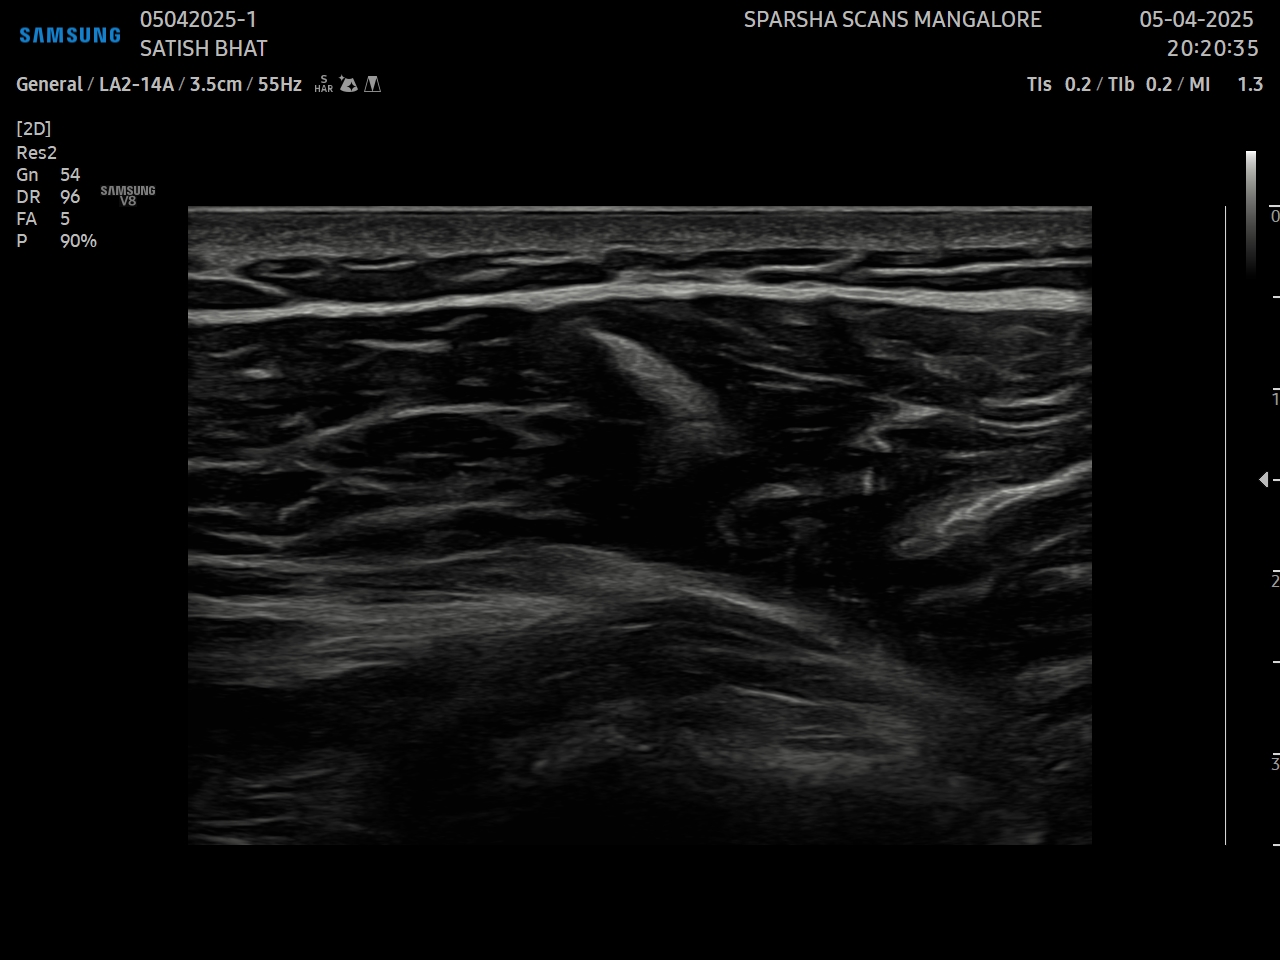 SAMSUNG
05042025-1
SATISH BHAT
SPARSHA SCANS MANGALORE
05-04-2025
20:20:35
General / LA2-14A / 3.5cm / 55Hz
S
HAR
TIs 0.2 / TIb 0.2 / MI 1.3
[2D]
Res2
Gn 54
DR 96
FA 5
P 90%
SAMSUNG
V8
0
1
2
3